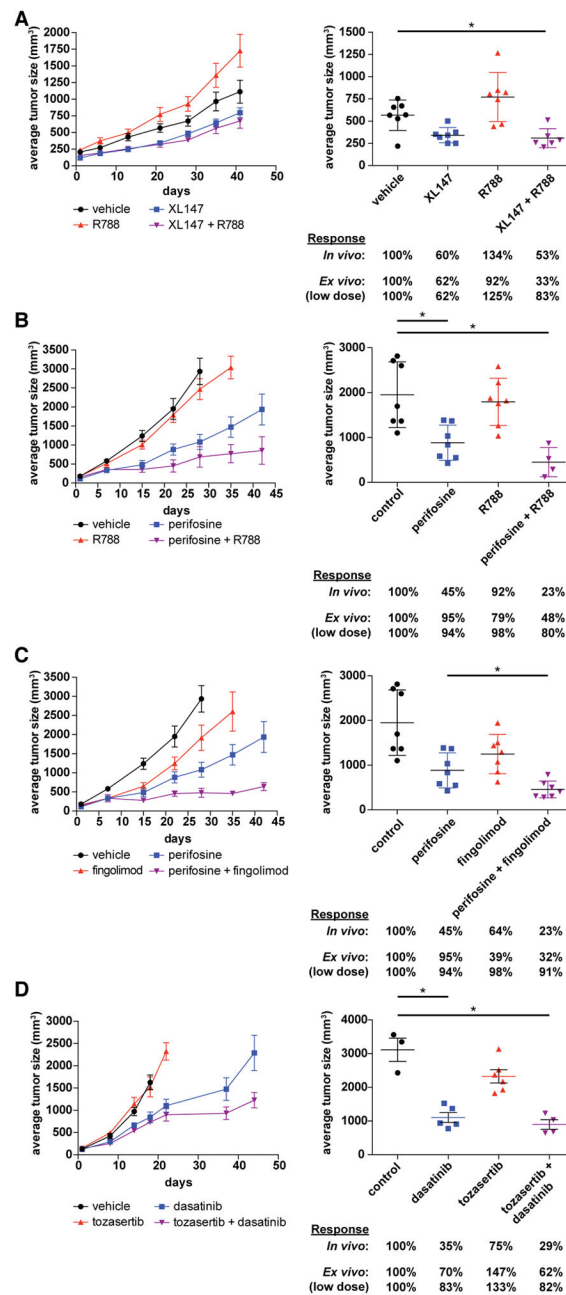 A
average tumor size (mm³)
2000
1750
1500
1250
1000
750
500
250
0
0 10 20 30 40 50
days
vehicle XL147
R788 XL147 + R788
average tumor size (mm³)
1500
1250
1000
750
500
250
0
*
vehicle XL147 R788 XL147 + R788
Response
In vivo: 100% 60% 134% 53%
Ex vivo: 100% 62% 92% 33%
(low dose) 100% 62% 125% 83%
B
average tumor size (mm³)
3500
3000
2500
2000
1500
1000
500
0
0 5 10 15 20 25 30 35 40 45
days
vehicle perifosine
R788 perifosine + R788
average tumor size (mm³)
3000
2000
1000
0
*
*
control perifosine R788 perifosine + R788
Response
In vivo: 100% 45% 92% 23%
Ex vivo: 100% 95% 79% 48%
(low dose) 100% 94% 98% 80%
C
average tumor size (mm³)
3500
3000
2500
2000
1500
1000
500
0
0 5 10 15 20 25 30 35 40 45
days
vehicle perifosine
fingolimod perifosine + fingolimod
average tumor size (mm³)
3000
2000
1000
0
*
control perifosine fingolimod perifosine + fingolimod
Response
In vivo: 100% 45% 64% 23%
Ex vivo: 100% 95% 39% 32%
(low dose) 100% 94% 98% 91%
D
average tumor size (mm³)
3000
2500
2000
1500
1000
500
0
0 10 20 30 40 50
days
vehicle dasatinib
tozasertib tozasertib + dasatinib
average tumor size (mm³)
4000
3000
2000
1000
0
*
*
control dasatinib tozasertib tozasertib +
dasatinib
Response
In vivo: 100% 35% 75% 29%
Ex vivo: 100% 70% 147% 62%
(low dose) 100% 83% 133% 82%